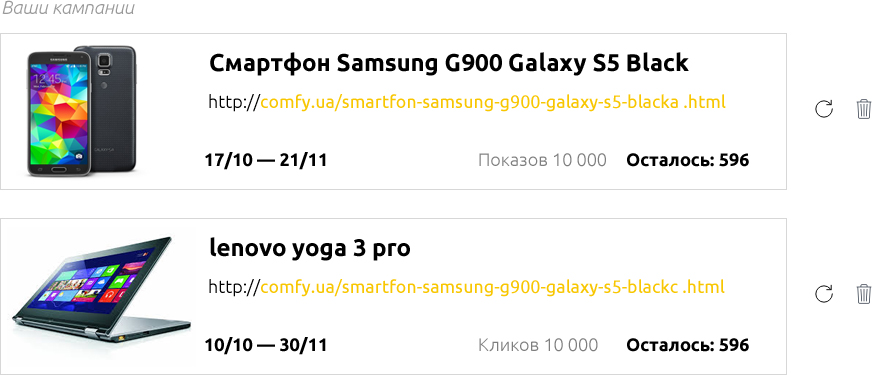 Ваши кампании
Смартфон Samsung G900 Galaxy S5 Black
http://comfy.ua/smartfon-samsung-g900-galaxy-s5-blacka .html
17/10 — 21/11 Показов 10 000 Осталось: 596
lenovo yoga 3 pro
http://comfy.ua/smartfon-samsung-g900-galaxy-s5-blackc .html
10/10 — 30/11 Кликов 10 000 Осталось: 596